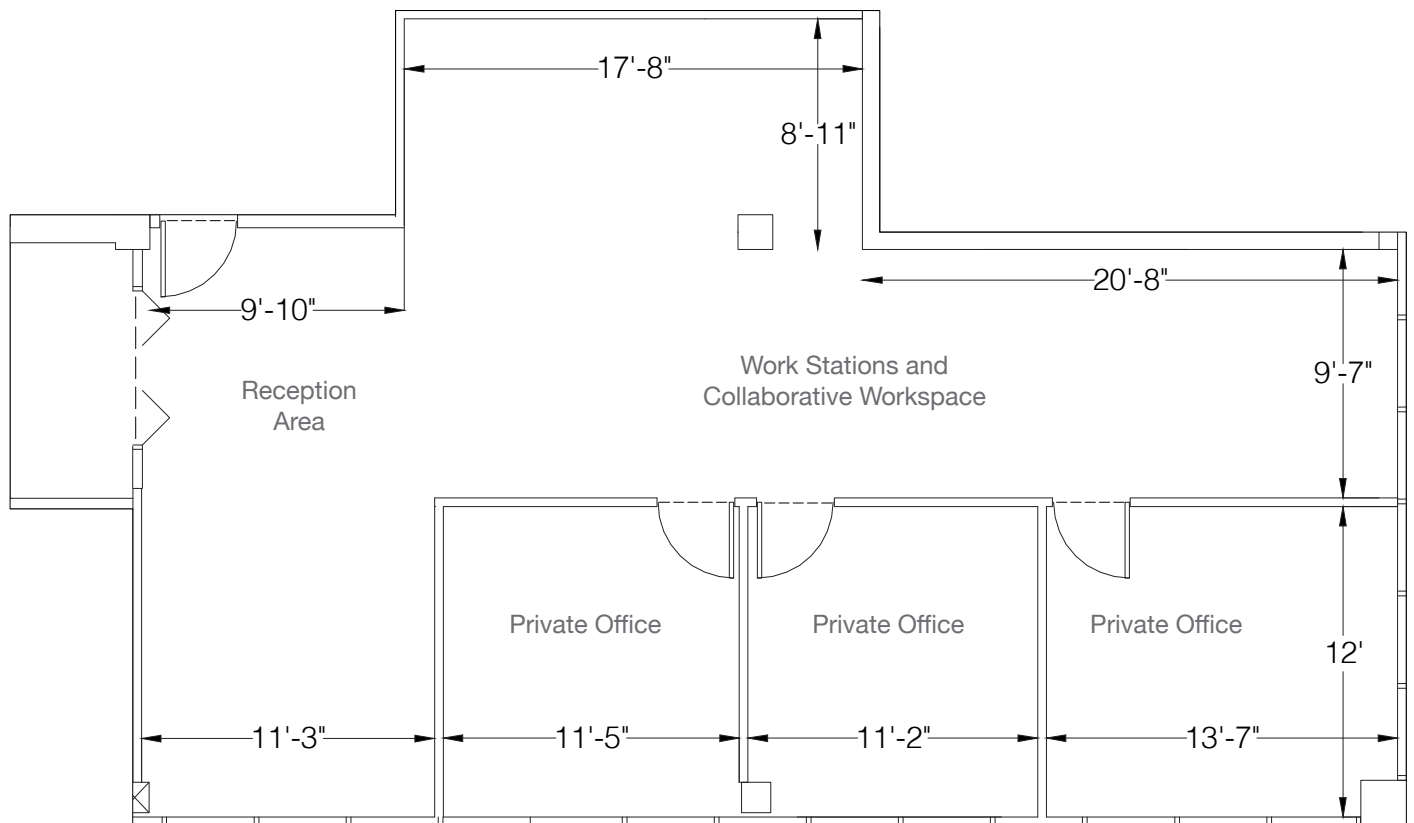 17'-8"
8'-11"
20'-8"
9'-10"
Work Stations and
Collaborative Workspace
9'-7"
Reception
Area
Private Office
Private Office
Private Office
12'
11'-3"
11'-5"
11'-2"
13'-7"